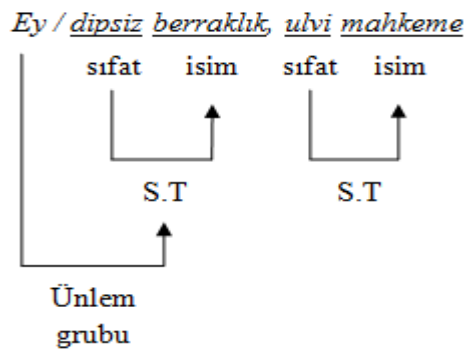 Ey / dipsiz berraklık, ulvi mahkeme
sıfat isim sıfat isim
S.T S.T
Ünlem
grubu